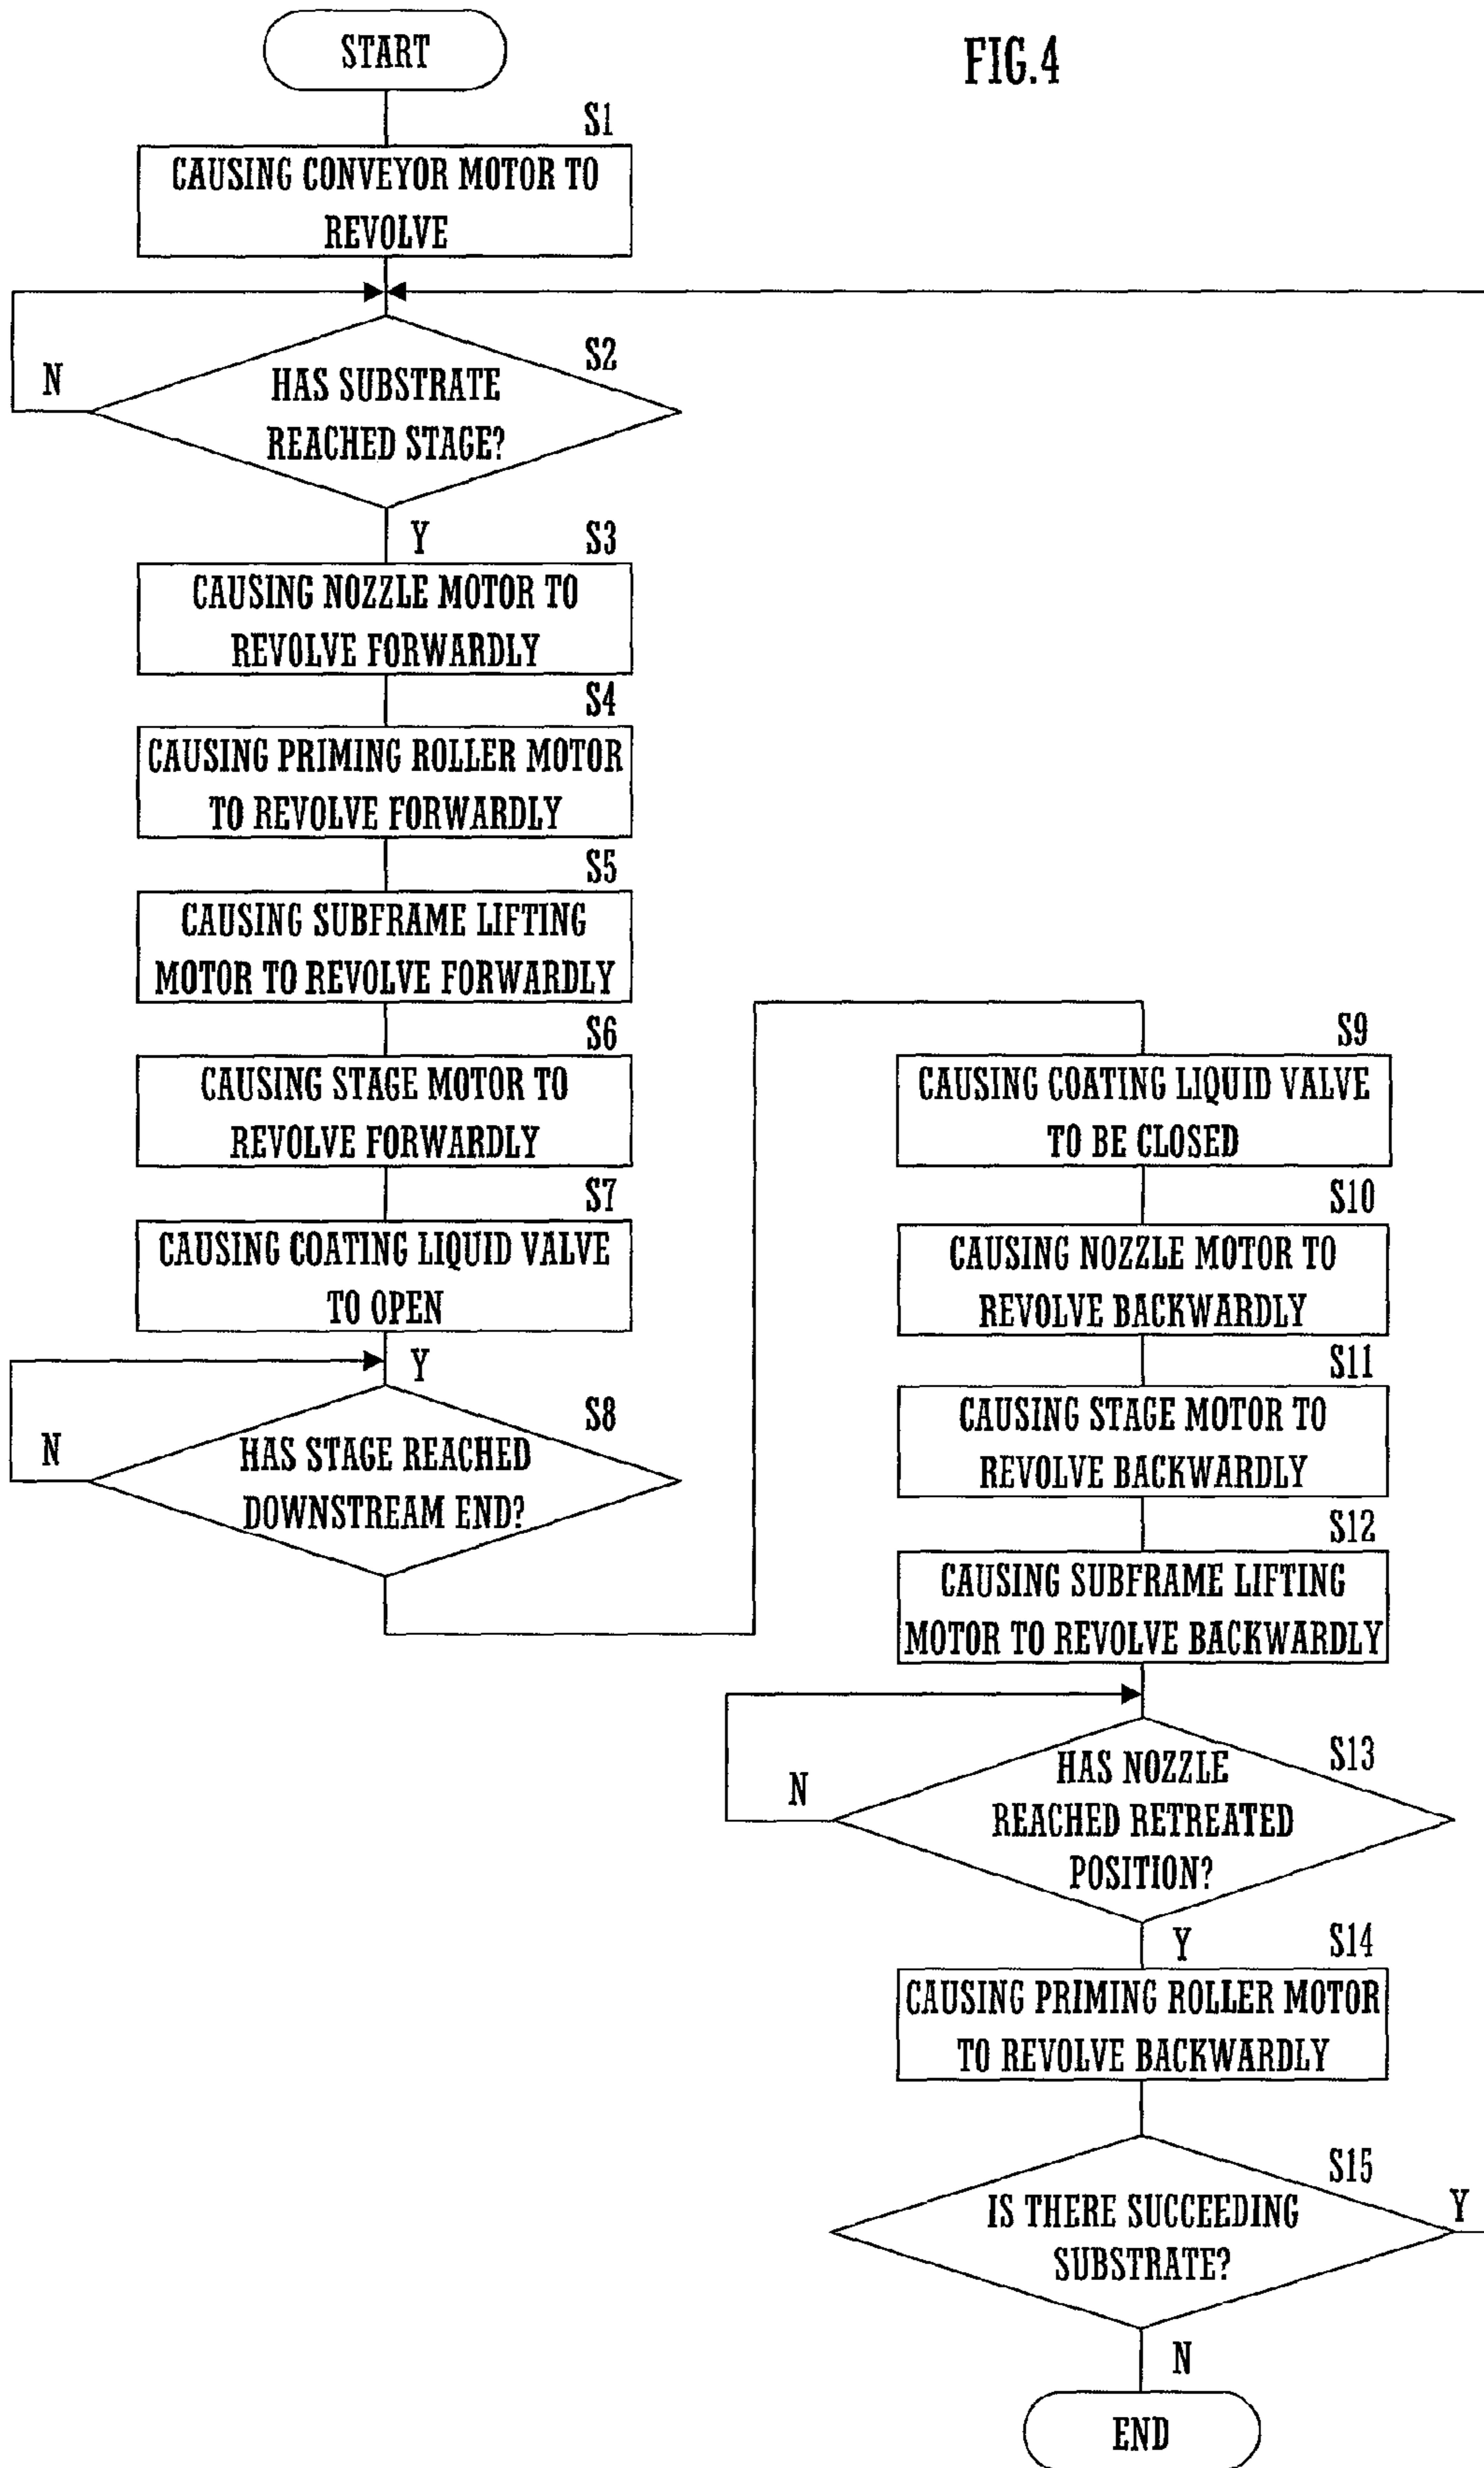 FIG.4
START
S1
CAUSING CONVEYOR MOTOR TO
REVOLVE
S2
HAS SUBSTRATE
REACHED STAGE?
N
Y
S3
CAUSING NOZZLE MOTOR TO
REVOLVE FORWARDLY
S4
CAUSING PRIMING ROLLER MOTOR
TO REVOLVE FORWARDLY
S5
CAUSING SUBFRAME LIFTING
MOTOR TO REVOLVE FORWARDLY
S6
CAUSING STAGE MOTOR TO
REVOLVE FORWARDLY
S7
CAUSING COATING LIQUID VALVE
TO OPEN
Y
S8
HAS STAGE REACHED
DOWNSTREAM END?
N
S9
CAUSING COATING LIQUID VALVE
TO BE CLOSED
S10
CAUSING NOZZLE MOTOR TO
REVOLVE BACKWARDLY
S11
CAUSING STAGE MOTOR TO
REVOLVE BACKWARDLY
S12
CAUSING SUBFRAME LIFTING
MOTOR TO REVOLVE BACKWARDLY
S13
HAS NOZZLE
REACHED RETREATED
POSITION?
N
Y
S14
CAUSING PRIMING ROLLER MOTOR
TO REVOLVE BACKWARDLY
S15
IS THERE SUCCEEDING
SUBSTRATE?
Y
N
END